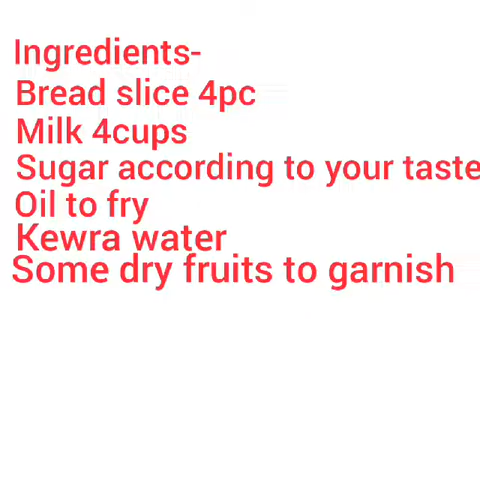 Ingredients-
Bread slice 4pc
Milk 4cups
Sugar according to your taste
Oil to fry
Kewra water
Some dry fruits to garnish